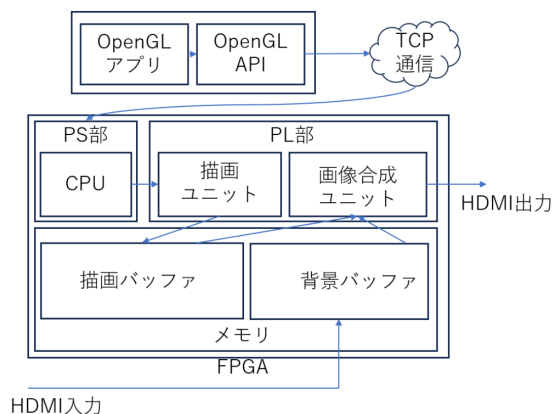 OpenGL
アプリ
OpenGL
API
TCP
通信
PS部
CPU
PL部
描画
ユニット
画像合成
ユニット
HDMI出力
描画バッファ
背景バッファ
メモリ
FPGA
HDMI入力